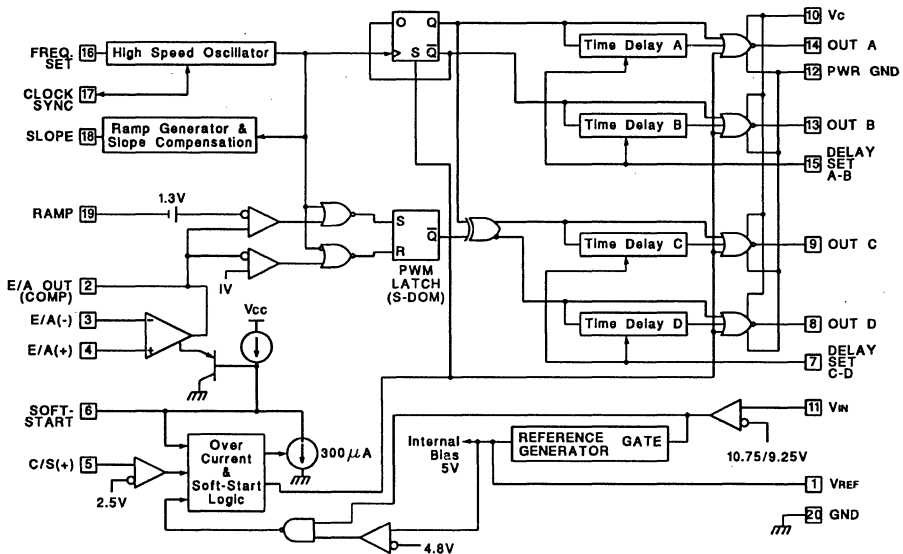 FREQ. SET
16
High Speed Oscillator
CLOCK SYNC
17
SLOPE
18
Ramp Generator & Slope Compensation
RAMP
19
1.3V
E/A OUT (COMP)
2
1V
E/A(-)
3
E/A(+)
4
Vcc
SOFT-START
6
C/S(+)
5
2.5V
Over Current & Soft-Start Logic
300μA
O
Q
S
Q̅
S
R
Q̅
PWM LATCH (S-DOM)
Time Delay A
Time Delay B
Time Delay C
Time Delay D
10
Vc
14
OUT A
12
PWR GND
13
OUT B
15
DELAY SET A-B
9
OUT C
8
OUT D
7
DELAY SET C-D
11
VIN
10.75/9.25V
Internal Bias 5V
REFERENCE GATE
GENERATOR
1
VREF
20
GND
4.8V